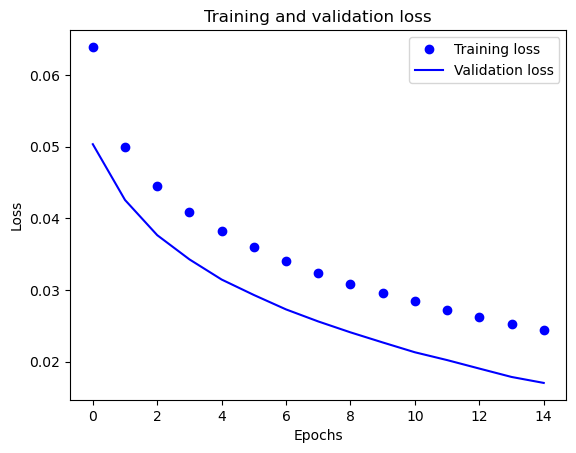 Training and validation loss
Training loss
Validation loss
0.06
0.05
0.04
0.03
0.02
Loss
0
2
4
6
8
10
12
14
Epochs